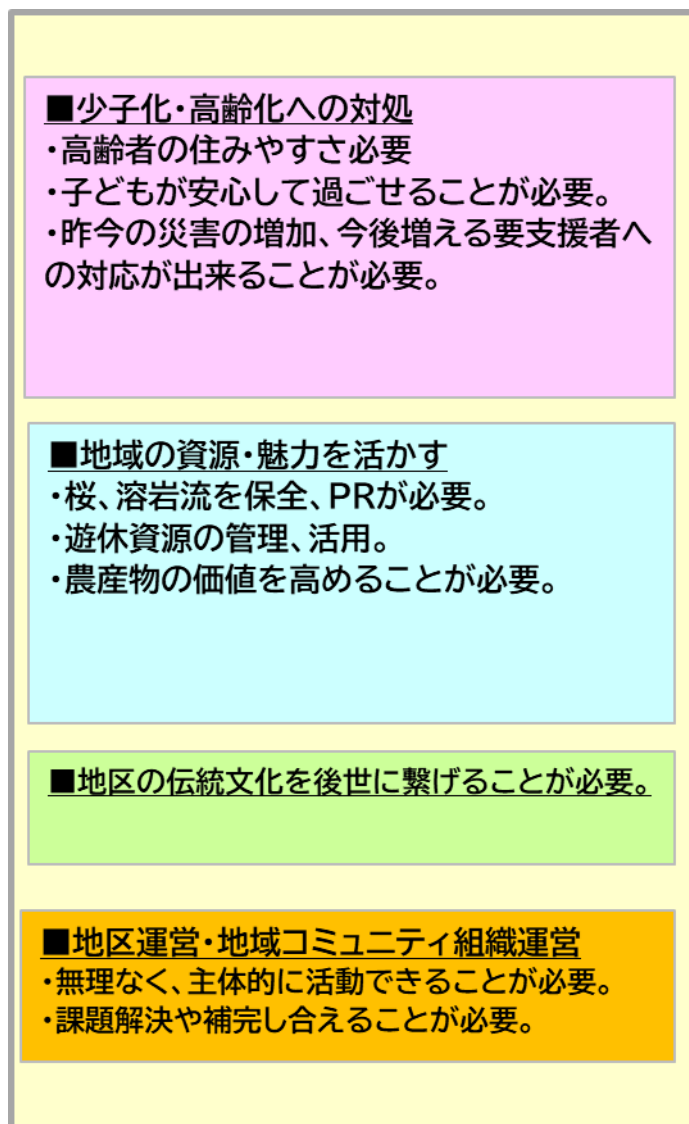 ■少子化・高齢化への対処
・高齢者の住みやすさ必要
・子どもが安心して過ごせることが必要。
・昨今の災害の増加、今後増える要支援者へ
の対応が出来ることが必要。
■地域の資源・魅力を活かす
・桜、溶岩流を保全、PRが必要。
・遊休資源の管理、活用。
・農産物の価値を高めることが必要。
■地区の伝統文化を後世に繋げることが必要。
■地区運営・地域コミュニティ組織運営
・無理なく、主体的に活動できることが必要。
・課題解決や補完し合えることが必要。